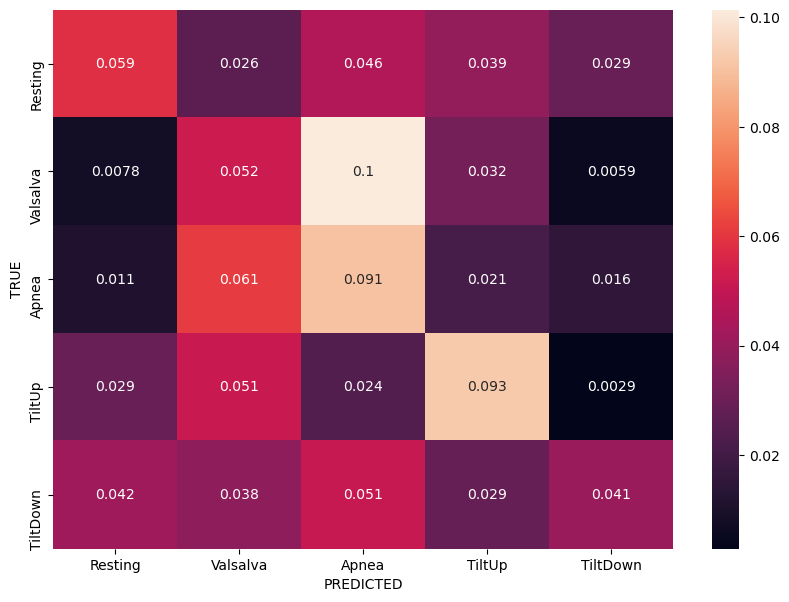 0.10
Resting 0.059 0.026 0.046 0.039 0.029
0.08
Valsalva 0.0078 0.052 0.1 0.032 0.0059
0.06
TRUE
Apnea 0.011 0.061 0.091 0.021 0.016
0.04
TiltUp 0.029 0.051 0.024 0.093 0.0029
0.02
TiltDown 0.042 0.038 0.051 0.029 0.041
Resting Valsalva Apnea TiltUp TiltDown
PREDICTED